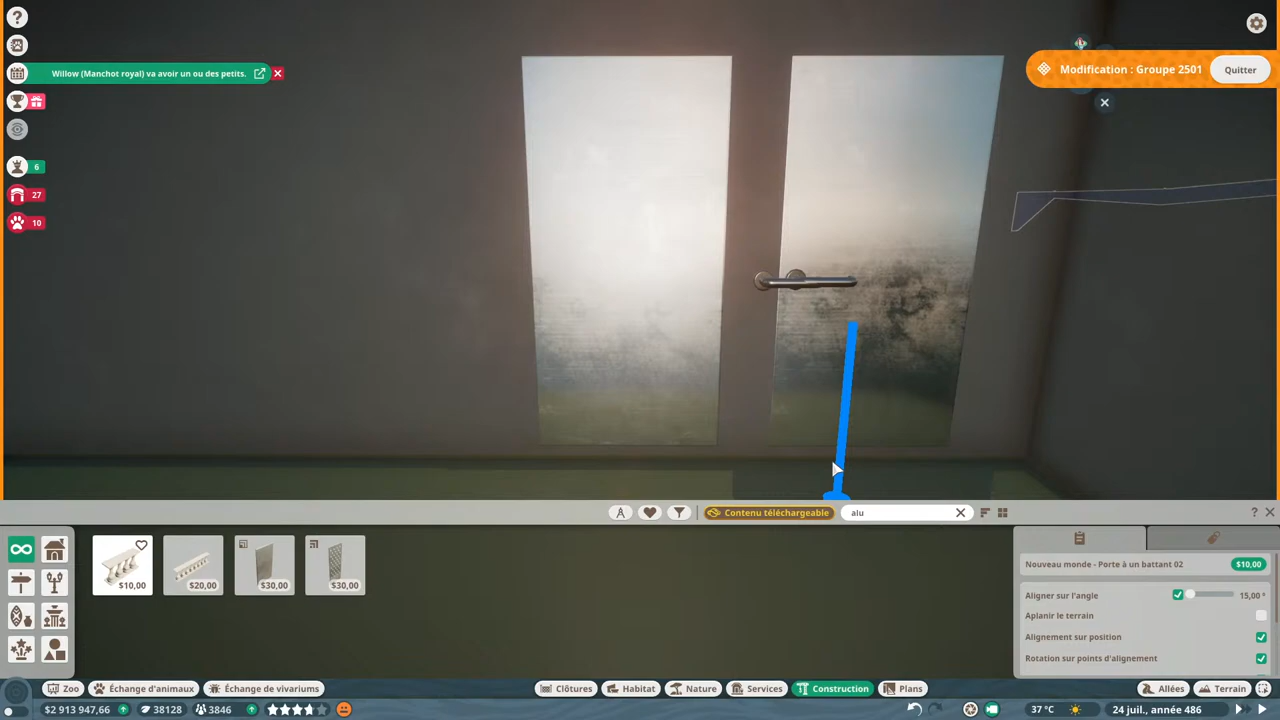 ?
Willow (Manchot royal) va avoir un ou des petits.
6
27
10
Modification : Groupe 2501
Quitter
Contenu téléchargeable
alu
?
$10,00
$20,00
$30,00
$30,00
Nouveau monde - Porte à un battant 02
$10,00
Aligner sur l'angle
15,00 °
Aplanir le terrain
Alignement sur position
Rotation sur points d'alignement
Zoo
Échange d'animaux
Échange de vivariums
Clôtures
Habitat
Nature
Services
Construction
Plans
Allées
Terrain
$2 913 947,66
38128
3846
37 °C
24 juil., année 486